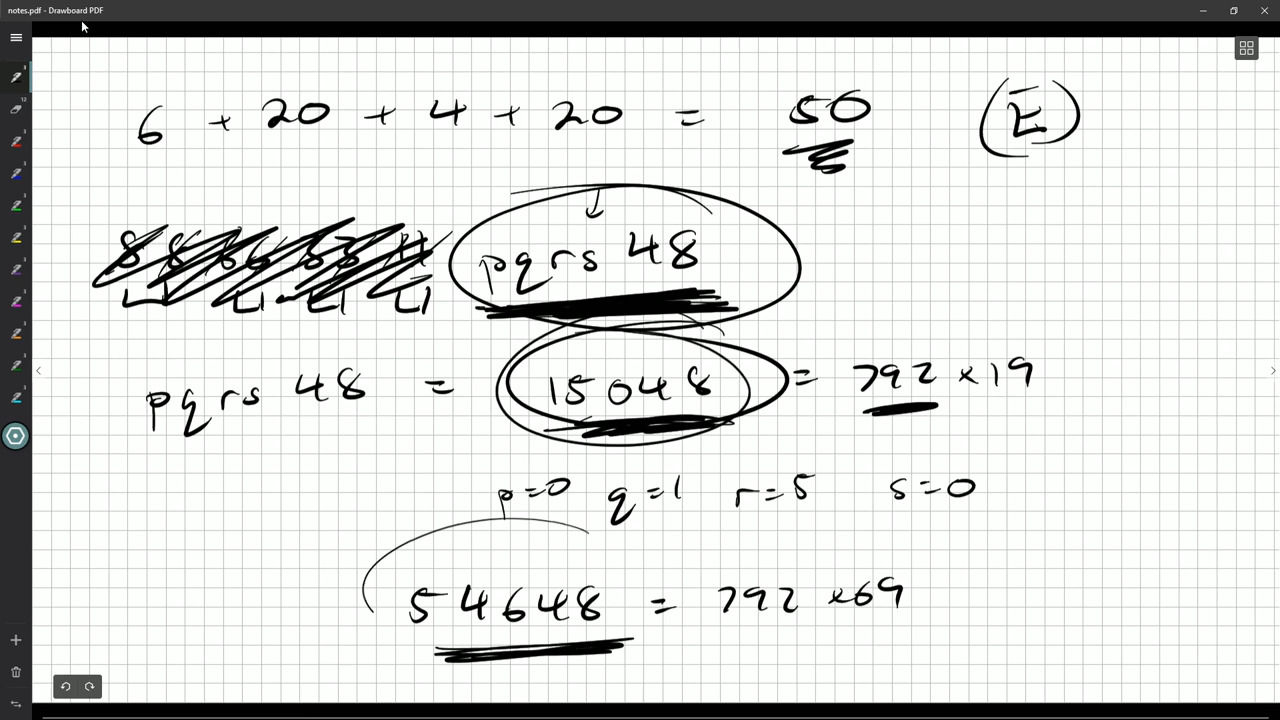 notes.pdf - Drawboard PDF
6 + 20 + 4 + 20 = 50 (E)
pqrs 48
pqrs 48 = 15048 = 792 × 19
p=0 q=1 r=5 s=0
54648 = 792 × 69